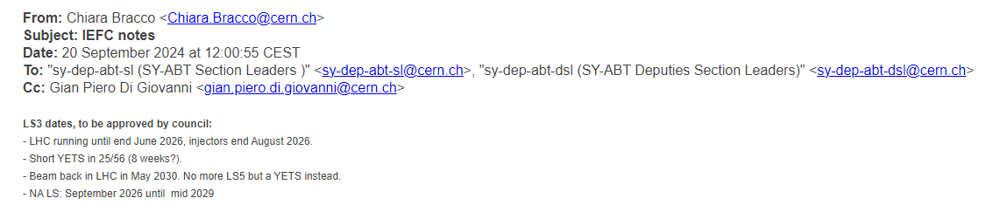 From: Chiara Bracco <Chiara.Bracco@cern.ch>
Subject: IEFC notes
Date: 20 September 2024 at 12:00:55 CEST
To: "sy-dep-abt-sl (SY-ABT Section Leaders )" <sy-dep-abt-sl@cern.ch>, "sy-dep-abt-dsl (SY-ABT Deputies Section Leaders)" <sy-dep-abt-dsl@cern.ch>
Cc: Gian Piero Di Giovanni <gian.piero.di.giovanni@cern.ch>
LS3 dates, to be approved by council:
- LHC running until end June 2026, injectors end August 2026.
- Short YETS in 25/56 (8 weeks?).
- Beam back in LHC in May 2030. No more LS5 but a YETS instead.
- NA LS: September 2026 until  mid 2029